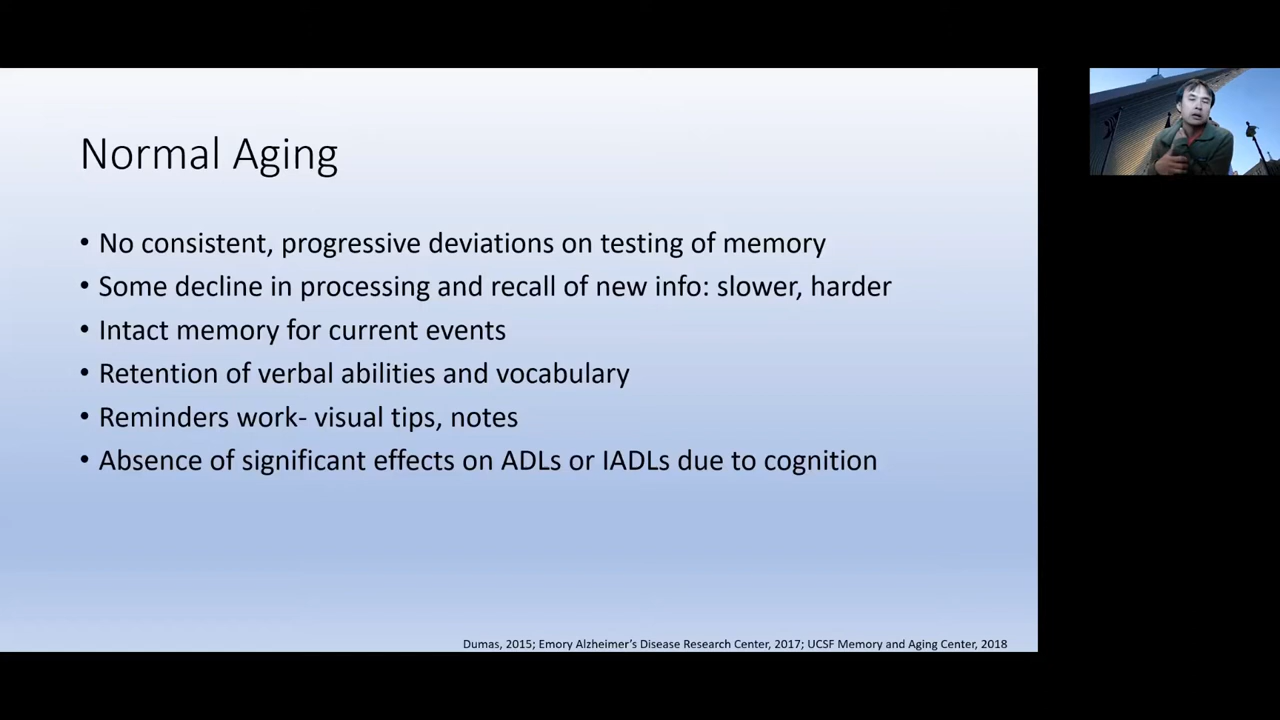 Normal Aging
• No consistent, progressive deviations on testing of memory
• Some decline in processing and recall of new info: slower, harder
• Intact memory for current events
• Retention of verbal abilities and vocabulary
• Reminders work- visual tips, notes
• Absence of significant effects on ADLs or IADLs due to cognition
Dumas, 2015; Emory Alzheimer's Disease Research Center, 2017; UCSF Memory and Aging Center, 2018